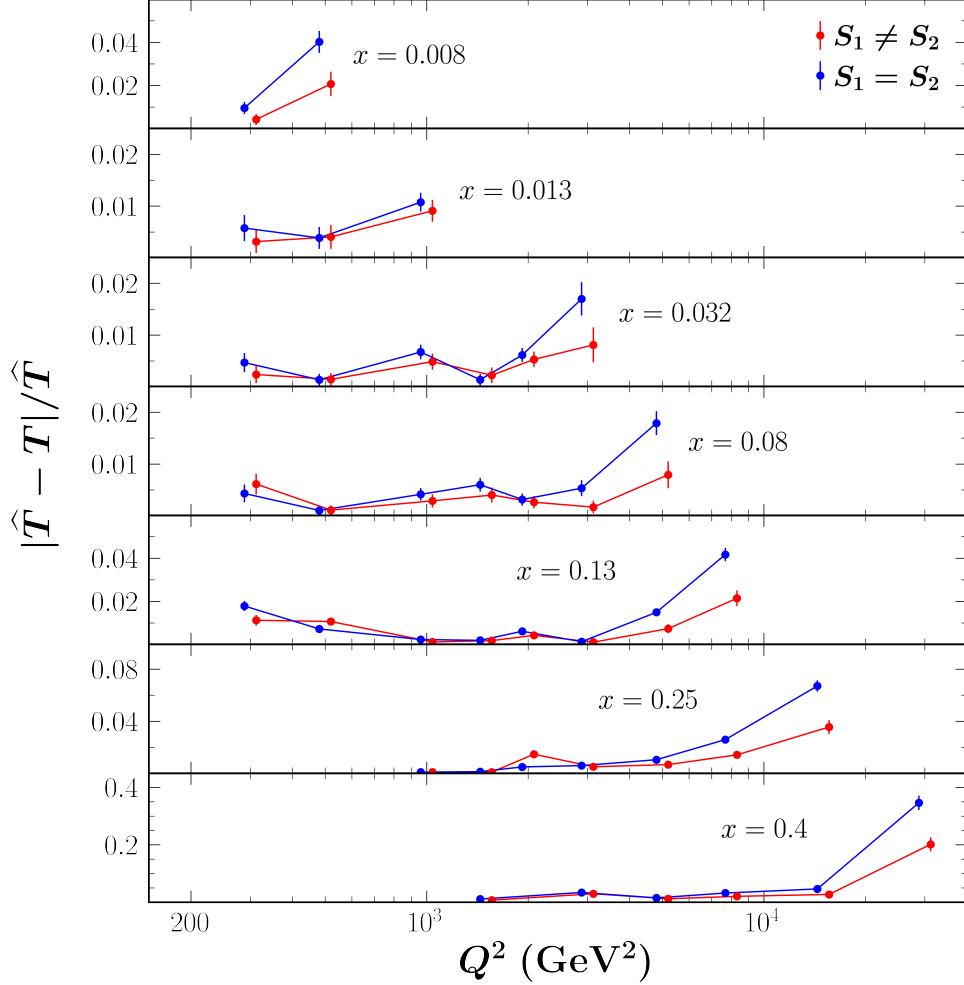 S₁ ≠ S₂
S₁ = S₂
0.04
0.02
x = 0.008
0.02
0.01
x = 0.013
0.02
0.01
x = 0.032
0.02
0.01
x = 0.08
0.04
0.02
x = 0.13
0.08
0.04
x = 0.25
0.4
0.2
x = 0.4
200
10³
10⁴
Q² (GeV²)
|T̂ − T|/T̂